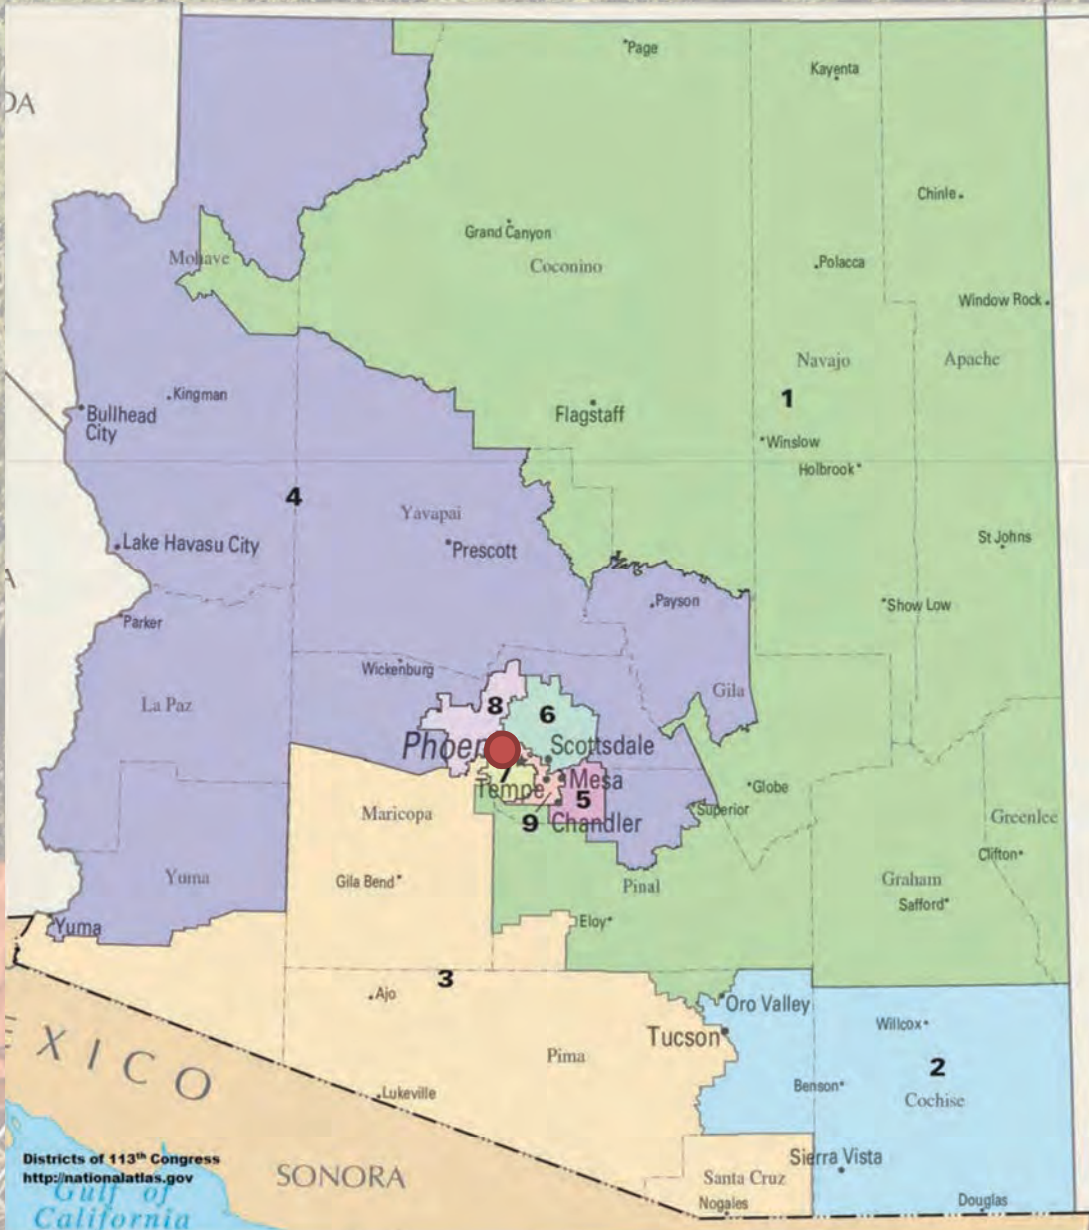 Page
Kayenta
DA
Chinle
Grand Canyon
Mohave
Coconino
Polacca
Window Rock
Navajo
Apache
Kingman
1
Bullhead
City
Flagstaff
Winslow
Holbrook
4
Yavapai
Lake Havasu City
Prescott
St Johns
A
Payson
Show Low
Parker
Wickenburg
La Paz
Gila
8
6
Scottsdale
7
Mesa
Tempe
5
Globe
Superior
Maricopa
9
Chandler
Greenlee
Clifton
Yuma
Gila Bend
Pinal
Graham
Safford
Eloy
Yuma
3
Ajo
Oro Valley
Tucson
Willcox
EXICO
Pima
2
Benson
Cochise
Lukeville
Districts of 113th Congress
http://nationalatlas.gov
SONORA
Sierra Vista
Santa Cruz
Gulf of
California
Nogales
Douglas